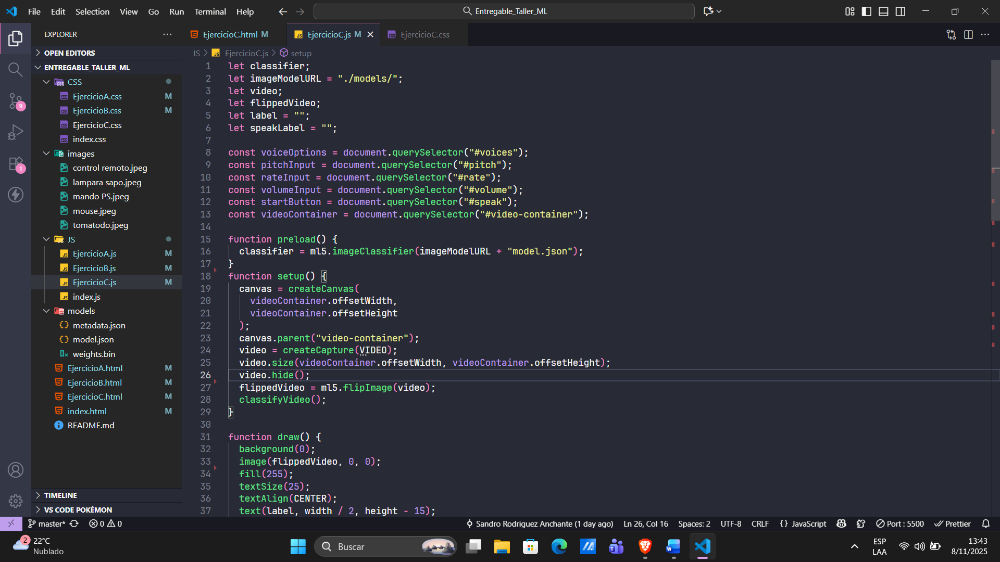 File Edit Selection View Go Run Terminal Help
Entregable_Taller_ML
EXPLORER
OPEN EDITORS
ENTREGABLE_TALLER_ML
CSS
EjercicioA.css M
EjercicioB.css M
EjercicioC.css
index.css
images
control remoto.jpeg
lampara sapo.jpeg
mando PS.jpeg
mouse.jpeg
tomatodo.jpeg
JS
EjercicioA.js M
EjercicioB.js M
EjercicioC.js M
index.js
models
metadata.json
model.json
weights.bin
EjercicioA.html M
EjercicioB.html M
EjercicioC.html M
index.html M
README.md
TIMELINE
VS CODE POKÉMON
9
1
EjercicioC.html M
EjercicioC.js M
EjercicioC.css
JS > EjercicioC.js > setup
1 let classifier;
2 let imageModelURL = "./models/";
3 let video;
4 let flippedVideo;
5 let label = "";
6 let speakLabel = "";
7
8 const voiceOptions = document.querySelector("#voices");
9 const pitchInput = document.querySelector("#pitch");
10 const rateInput = document.querySelector("#rate");
11 const volumeInput = document.querySelector("#volume");
12 const startButton = document.querySelector("#speak");
13 const videoContainer = document.querySelector("#video-container");
14
15 function preload() {
16 classifier = ml5.imageClassifier(imageModelURL + "model.json");
17 }
18 function setup() {
19 canvas = createCanvas(
20 videoContainer.offsetWidth,
21 videoContainer.offsetHeight
22 );
23 canvas.parent("video-container");
24 video = createCapture(VIDEO);
25 video.size(videoContainer.offsetWidth, videoContainer.offsetHeight);
26 video.hide();
27 flippedVideo = ml5.flipImage(video);
28 classifyVideo();
29 }
30
31 function draw() {
32 background(0);
33 image(flippedVideo, 0, 0);
34 fill(255);
35 textSize(25);
36 textAlign(CENTER);
37 text(label, width / 2, height - 15);
master* 0 0
Sandro Rodriguez Anchante (1 day ago) Ln 26, Col 16 Spaces: 2 UTF-8 CRLF {} JavaScript Port : 5500 Prettier
2
22°C
Nublado
Buscar
ESP
LAA
13:43
8/11/2025